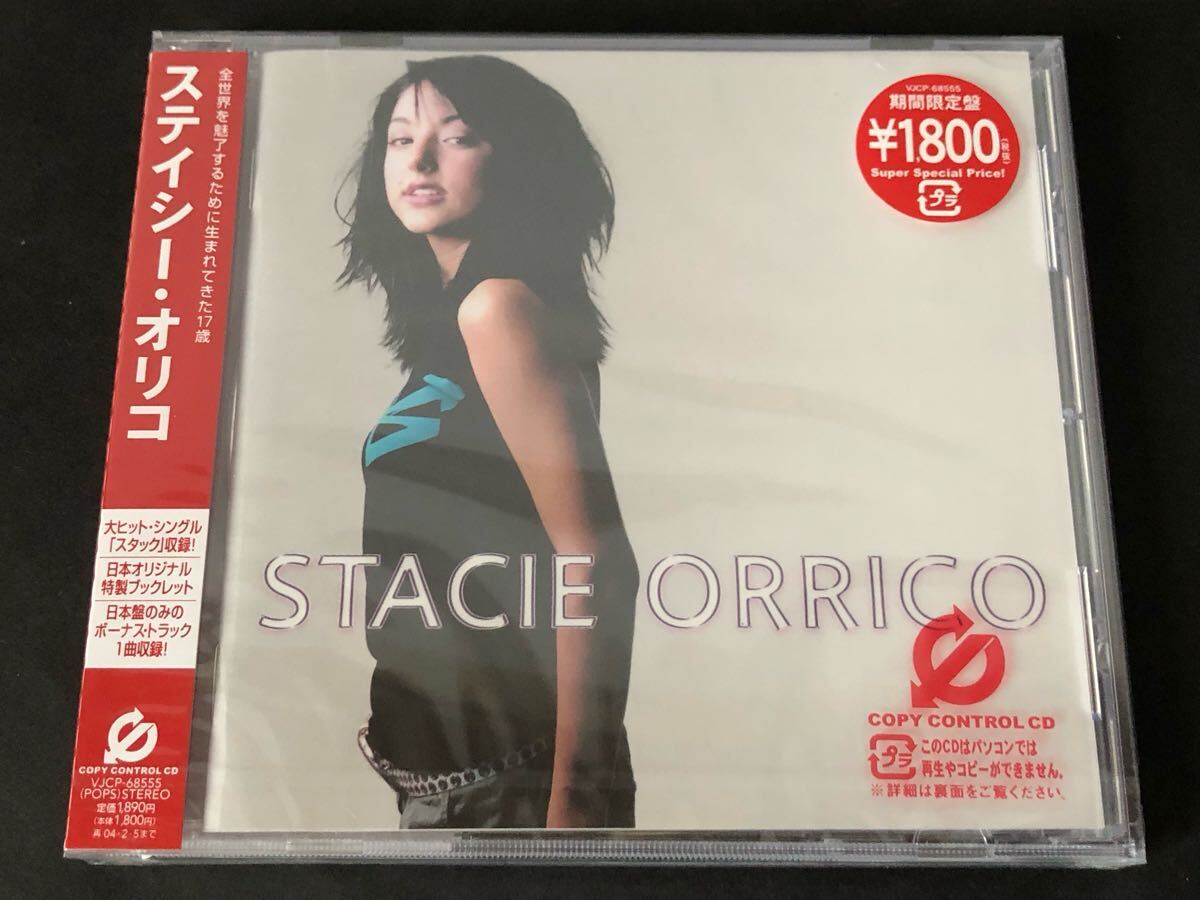 全世界を魅了するために生まれてきた17歳
ステイシー・オリコ
大ヒット・シングル
「スタック」収録!
日本オリジナル
特製ブックレット
日本盤のみの
ボーナス・トラック
1曲収録!
COPY CONTROL CD
VJCP-68555
(POPS)STEREO
定価1,890円
(本体1,800円)
再04・2・5まで
VJCP-68555
期間限定盤
¥1,800(税抜)
Super Special Price!
プラ
STACIE ORRICO
COPY CONTROL CD
プラ
このCDはパソコンでは
再生やコピーができません。
※詳細は裏面をご覧ください。